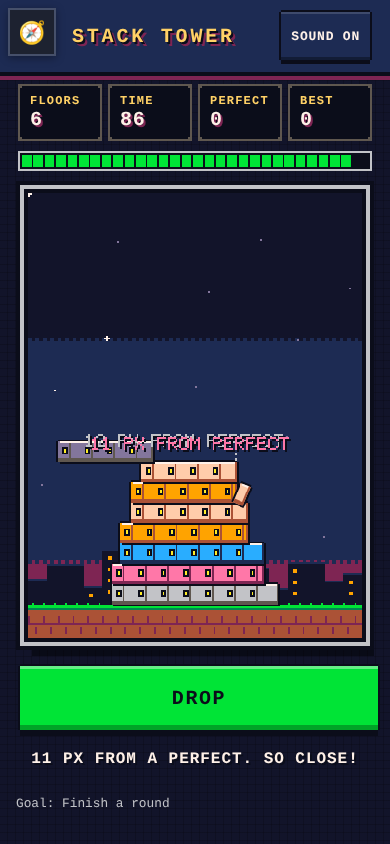 STACK TOWER
SOUND ON
FLOORS
6
TIME
86
PERFECT
0
BEST
0
PX FROM PERFECT
DROP
11 PX FROM A PERFECT. SO CLOSE!
Goal: Finish a round